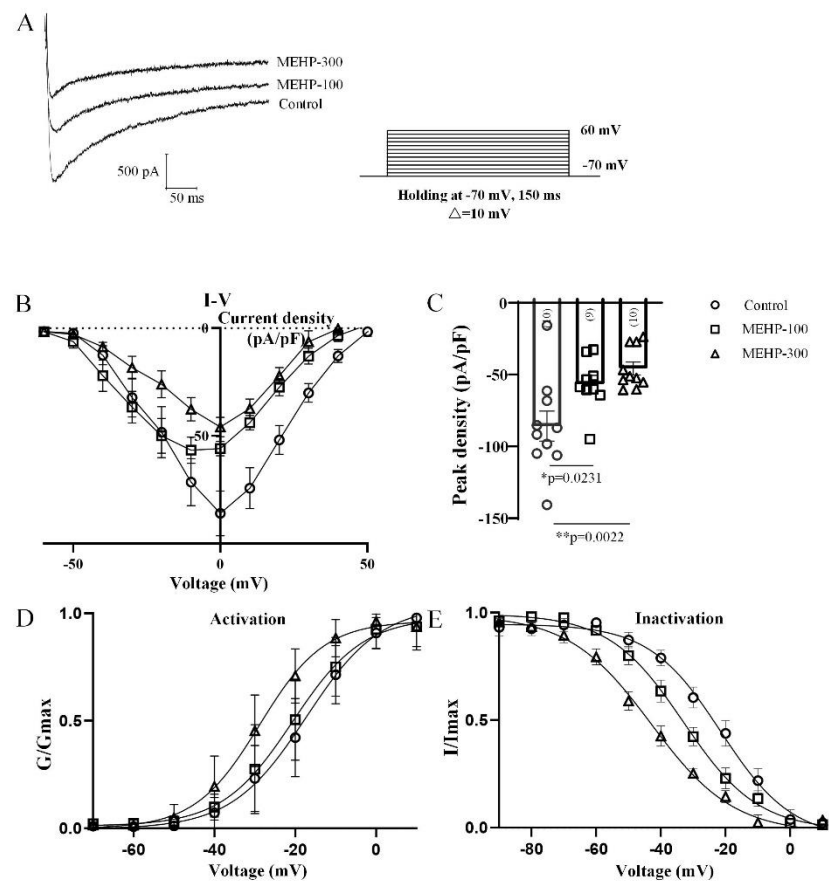 A
MEHP-300
MEHP-100
Control
500 pA
50 ms
60 mV
-70 mV
Holding at -70 mV, 150 ms
△=10 mV
B
I-V
Current density
(pA/pF)
0
50
-50
0
50
Voltage (mV)
C
Peak density (pA/pF)
0
-50
-100
-150
(9)
(10)
*p=0.0231
**p=0.0022
Control
MEHP-100
MEHP-300
D
Activation
G/Gmax
1.0
0.5
0.0
-60
-40
-20
0
Voltage (mV)
E
Inactivation
I/Imax
1.0
0.5
0.0
-80
-60
-40
-20
0
Voltage (mV)